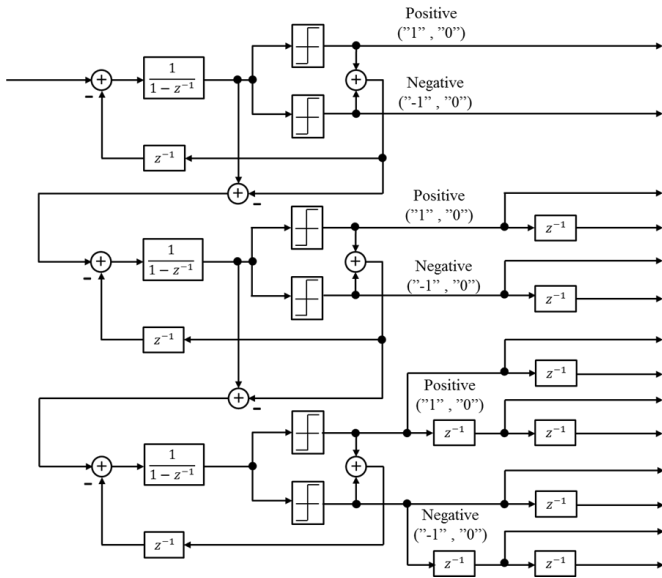 Positive
("1" , "0")
1
1 − z⁻¹
Negative
("-1" , "0")
z⁻¹
Positive
("1" , "0")
z⁻¹
1
1 − z⁻¹
Negative
("-1" , "0")
z⁻¹
z⁻¹
z⁻¹
Positive
("1" , "0")
z⁻¹
z⁻¹
1
1 − z⁻¹
z⁻¹
Negative
("-1" , "0")
z⁻¹
z⁻¹
z⁻¹